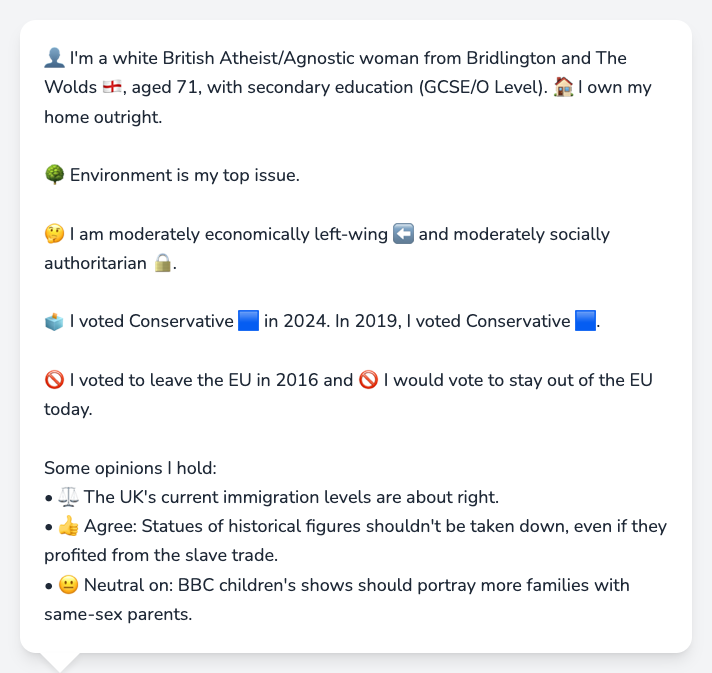 👤 I'm a white British Atheist/Agnostic woman from Bridlington and The
Wolds 🏴󠁧󠁢󠁥󠁮󠁧󠁿, aged 71, with secondary education (GCSE/O Level). 🏠 I own my
home outright.
🌳 Environment is my top issue.
🤔 I am moderately economically left-wing ⬅️ and moderately socially
authoritarian 🔒.
🗳️ I voted Conservative 🟦 in 2024. In 2019, I voted Conservative 🟦.
🚫 I voted to leave the EU in 2016 and 🚫 I would vote to stay out of the EU
today.
Some opinions I hold:
• ⚖️ The UK's current immigration levels are about right.
• 👍 Agree: Statues of historical figures shouldn't be taken down, even if they
profited from the slave trade.
• 😐 Neutral on: BBC children's shows should portray more families with
same-sex parents.